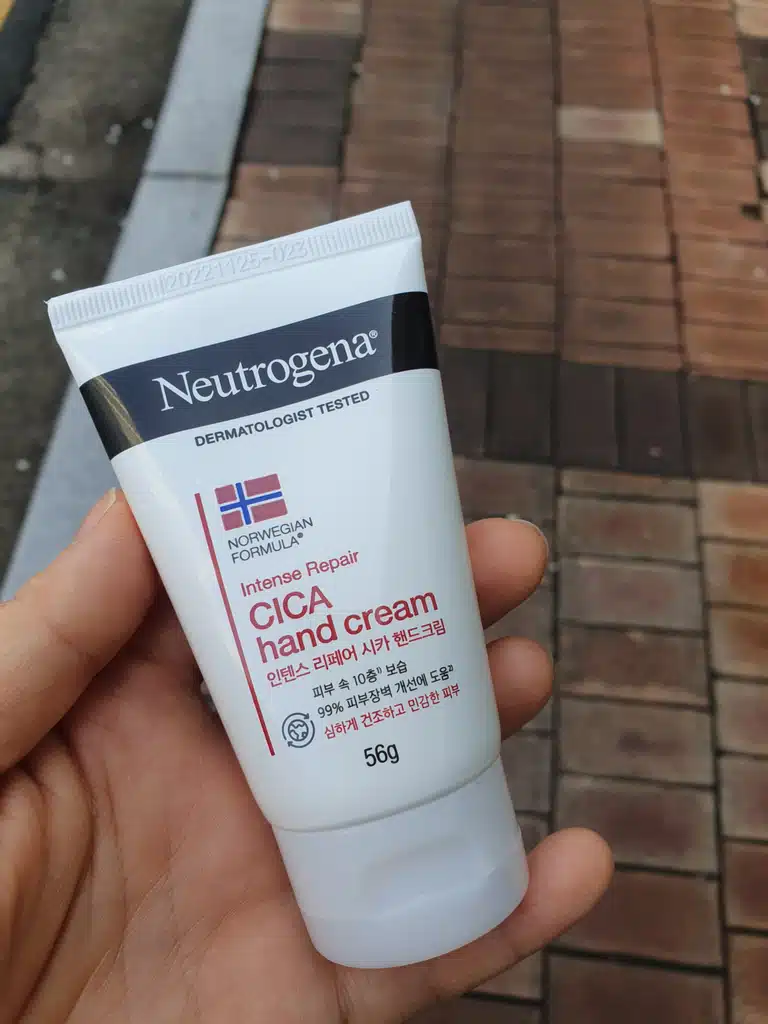 20221125-023
Neutrogena®
DERMATOLOGIST TESTED
NORWEGIAN
FORMULA®
Intense Repair
CICA
hand cream
인텐스 리페어 시카 핸드크림
피부 속 10층¹⁾ 보습
99% 피부장벽 개선에 도움²⁾
심하게 건조하고 민감한 피부
56g